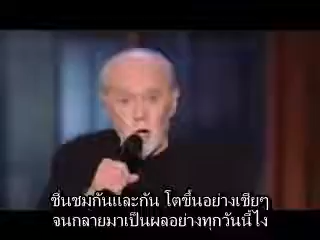 ชื่นชมกันและกัน โตขึ้นอย่างเชียๆ
จนกลายมาเป็นผลอย่างทุกวันนี้ไง